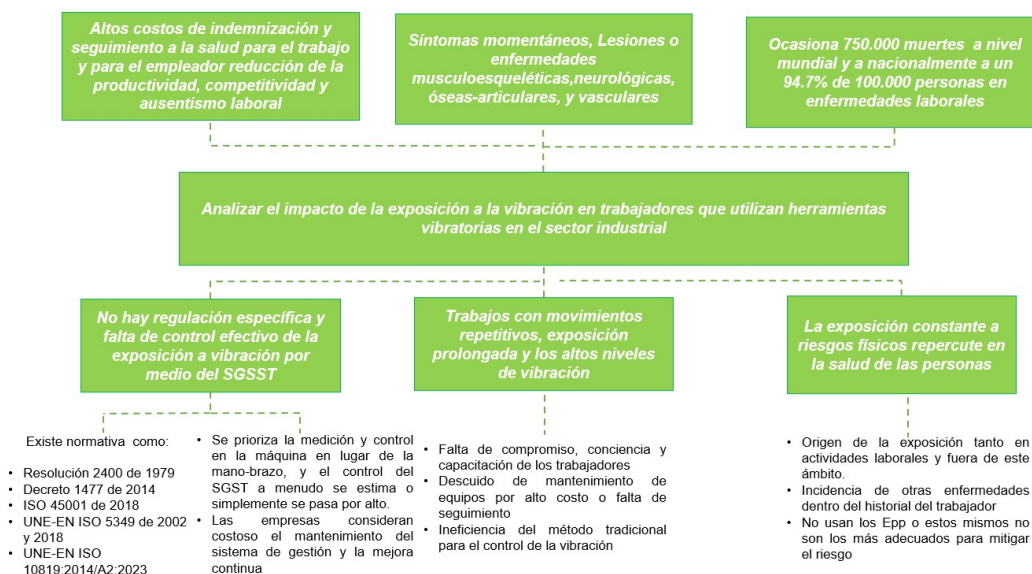 Altos costos de indemnización y
seguimiento a la salud para el trabajo
y para el empleador reducción de la
productividad, competitividad y
ausentismo laboral
Síntomas momentáneos, Lesiones o
enfermedades
musculoesqueléticas,neurológicas,
óseas-articulares, y vasculares
Ocasiona 750.000 muertes a nivel
mundial y a nacionalmente a un
94.7% de 100.000 personas en
enfermedades laborales
Analizar el impacto de la exposición a la vibración en trabajadores que utilizan herramientas
vibratorias en el sector industrial
No hay regulación específica y
falta de control efectivo de la
exposición a vibración por
medio del SGSST
Trabajos con movimientos
repetitivos, exposición
prolongada y los altos niveles
de vibración
La exposición constante a
riesgos físicos repercute en
la salud de las personas
Existe normativa como:
• Resolución 2400 de 1979
• Decreto 1477 de 2014
• ISO 45001 de 2018
• UNE-EN ISO 5349 de 2002
y 2018
• UNE-EN ISO
10819:2014/A2:2023
• Se prioriza la medición y control
en la máquina en lugar de la
mano-brazo, y el control del
SGST a menudo se estima o
simplemente se pasa por alto.
• Las empresas consideran
costoso el mantenimiento del
sistema de gestión y la mejora
continua
• Falta de compromiso, conciencia y
capacitación de los trabajadores
• Descuido de mantenimiento de
equipos por alto costo o falta de
seguimiento
• Ineficiencia del método tradicional
para el control de la vibración
• Origen de la exposición tanto en
actividades laborales y fuera de este
ámbito.
• Incidencia de otras enfermedades
dentro del historial del trabajador
• No usan los Epp o estos mismos no
son los más adecuados para mitigar
el riesgo